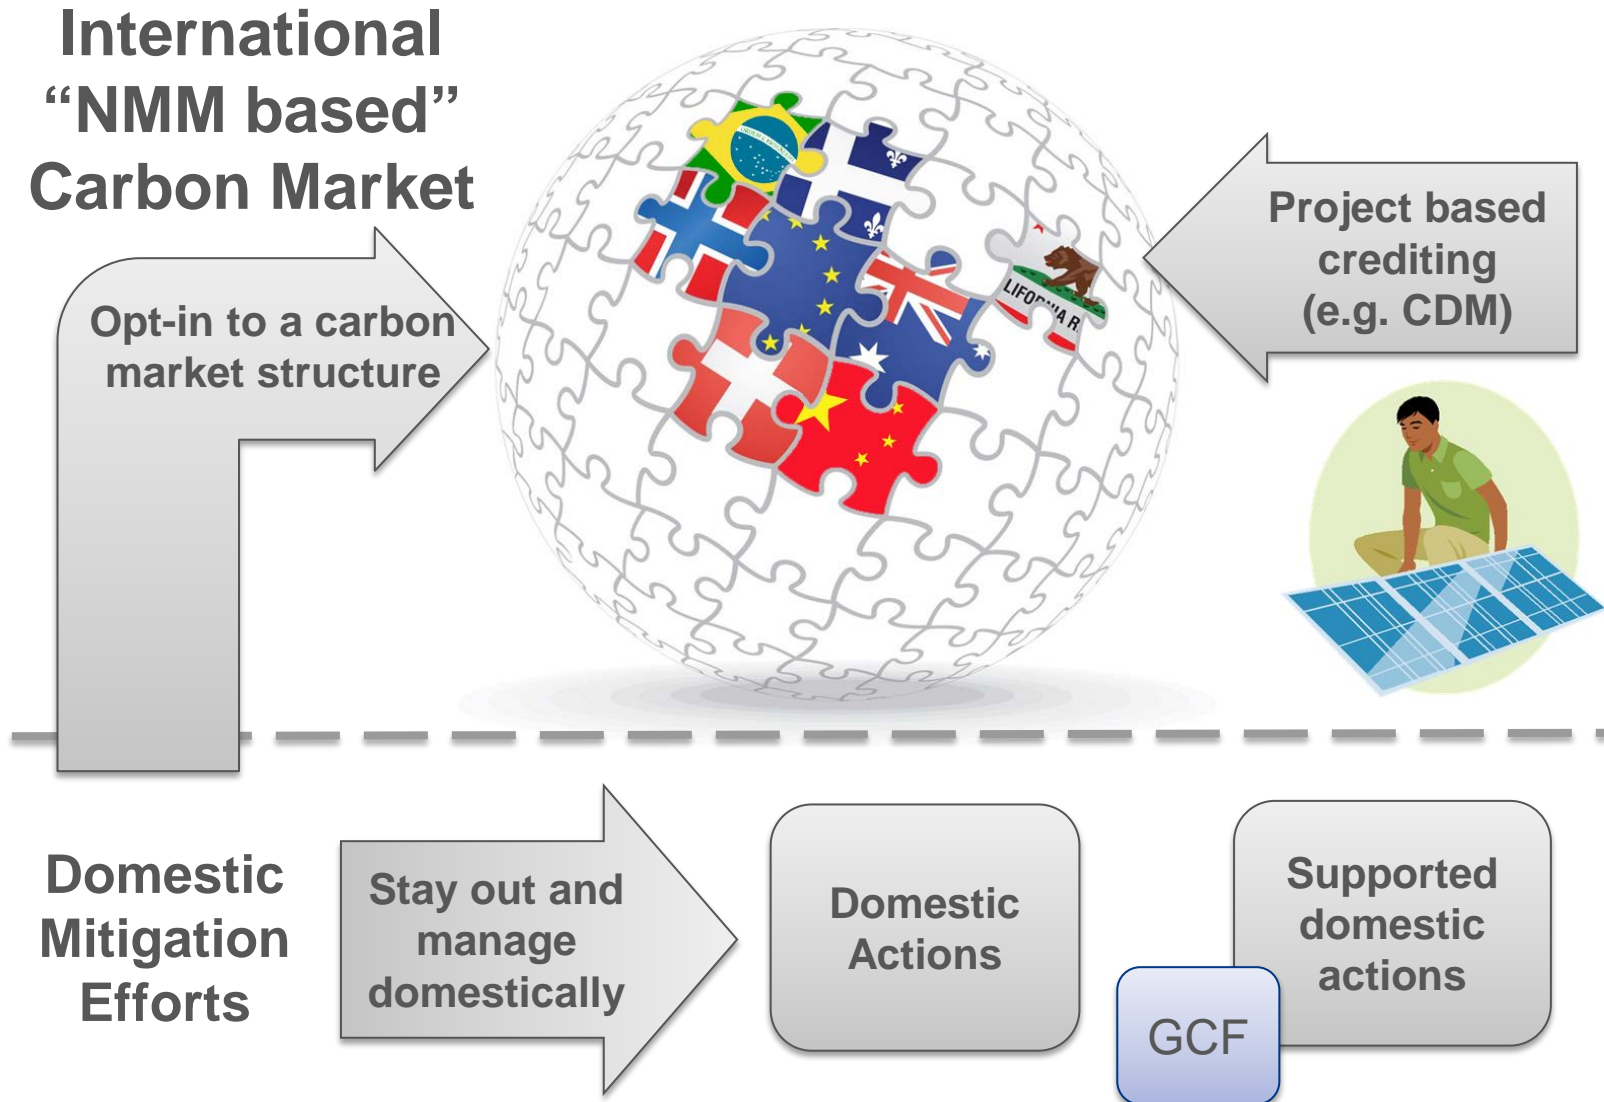 International
“NMM based”
Carbon Market
Opt-in to a carbon
market structure
LIFORNIA R
Project based
crediting
(e.g. CDM)
Domestic
Mitigation
Efforts
Stay out and
manage
domestically
Domestic
Actions
Supported
domestic
actions
GCF